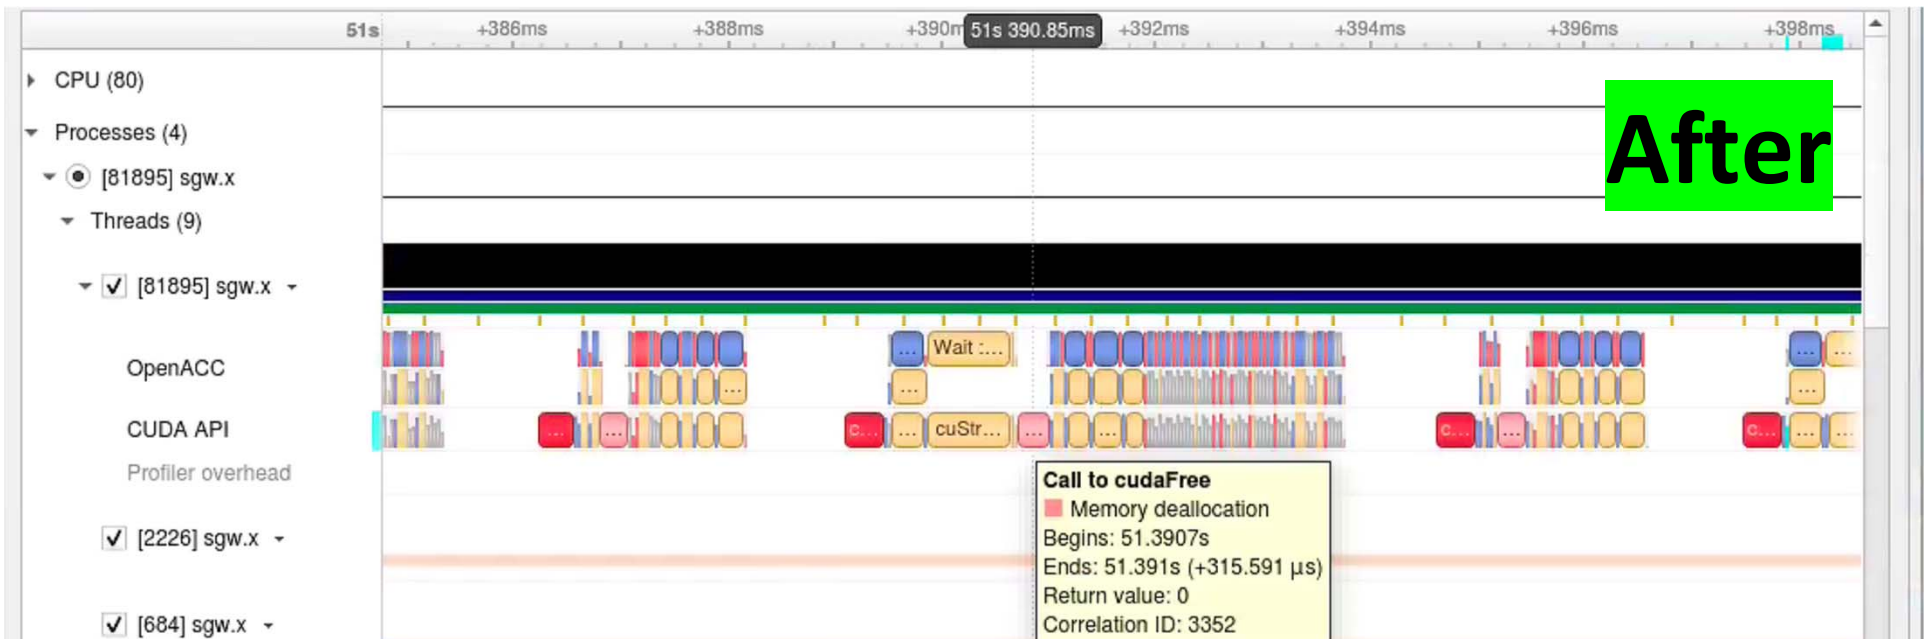 51s +386ms +388ms +390m 51s 390.85ms +392ms +394ms +396ms +398ms
CPU (80)
After
Processes (4)
[81895] sgw.x
Threads (9)
[81895] sgw.x
... Wait :... ... ...
OpenACC
... ... ...
CUDA API ... ... c... ... cuStr... ... ... c... ... c... ... ...
Profiler overhead
Call to cudaFree
Memory deallocation
[2226] sgw.x
Begins: 51.3907s
Ends: 51.391s (+315.591 μs)
Return value: 0
[684] sgw.x
Correlation ID: 3352